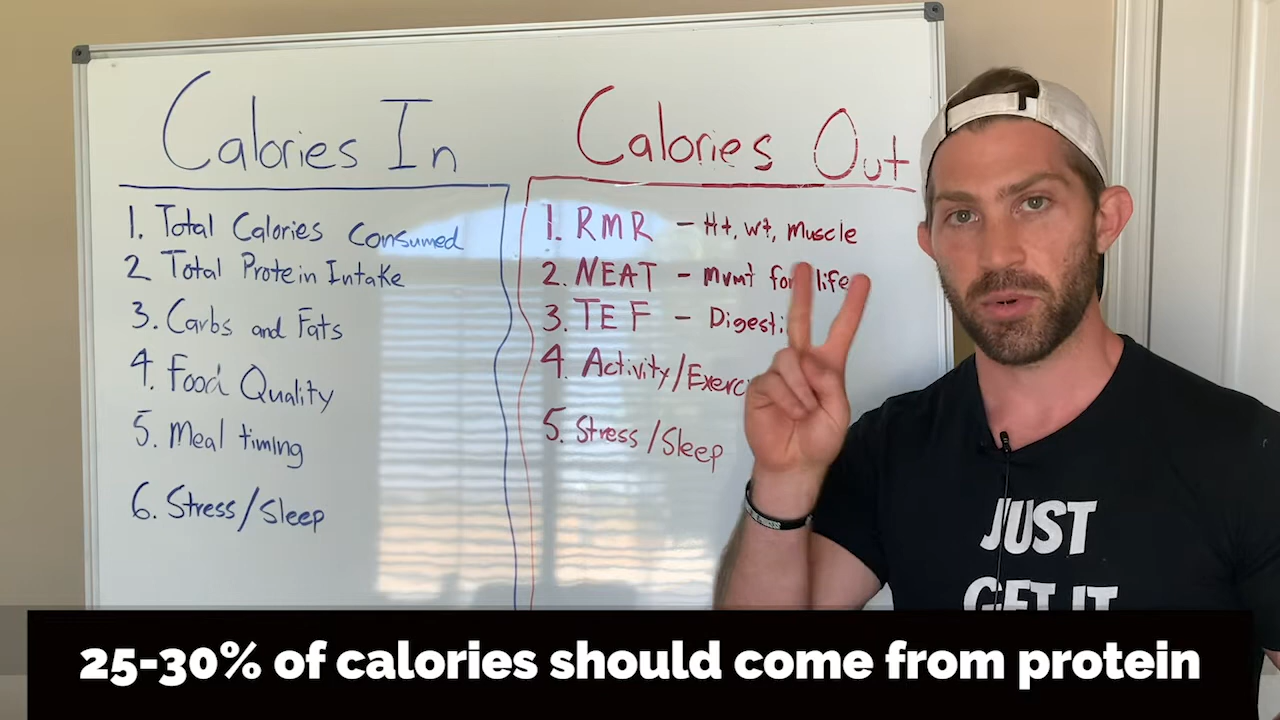 Calories In
1. Total Calories Consumed
2 Total Protein Intake
3. Carbs and Fats
4. Food Quality
5. Meal timing
6. Stress/Sleep
Calories Out
1. RMR - Ht, wt, Muscle
2. NEAT - mvmt for life
3. TEF - Digesti
4. Activity/Exerc
5. Stress/Sleep
JUST
GET IT
25-30% of calories should come from protein